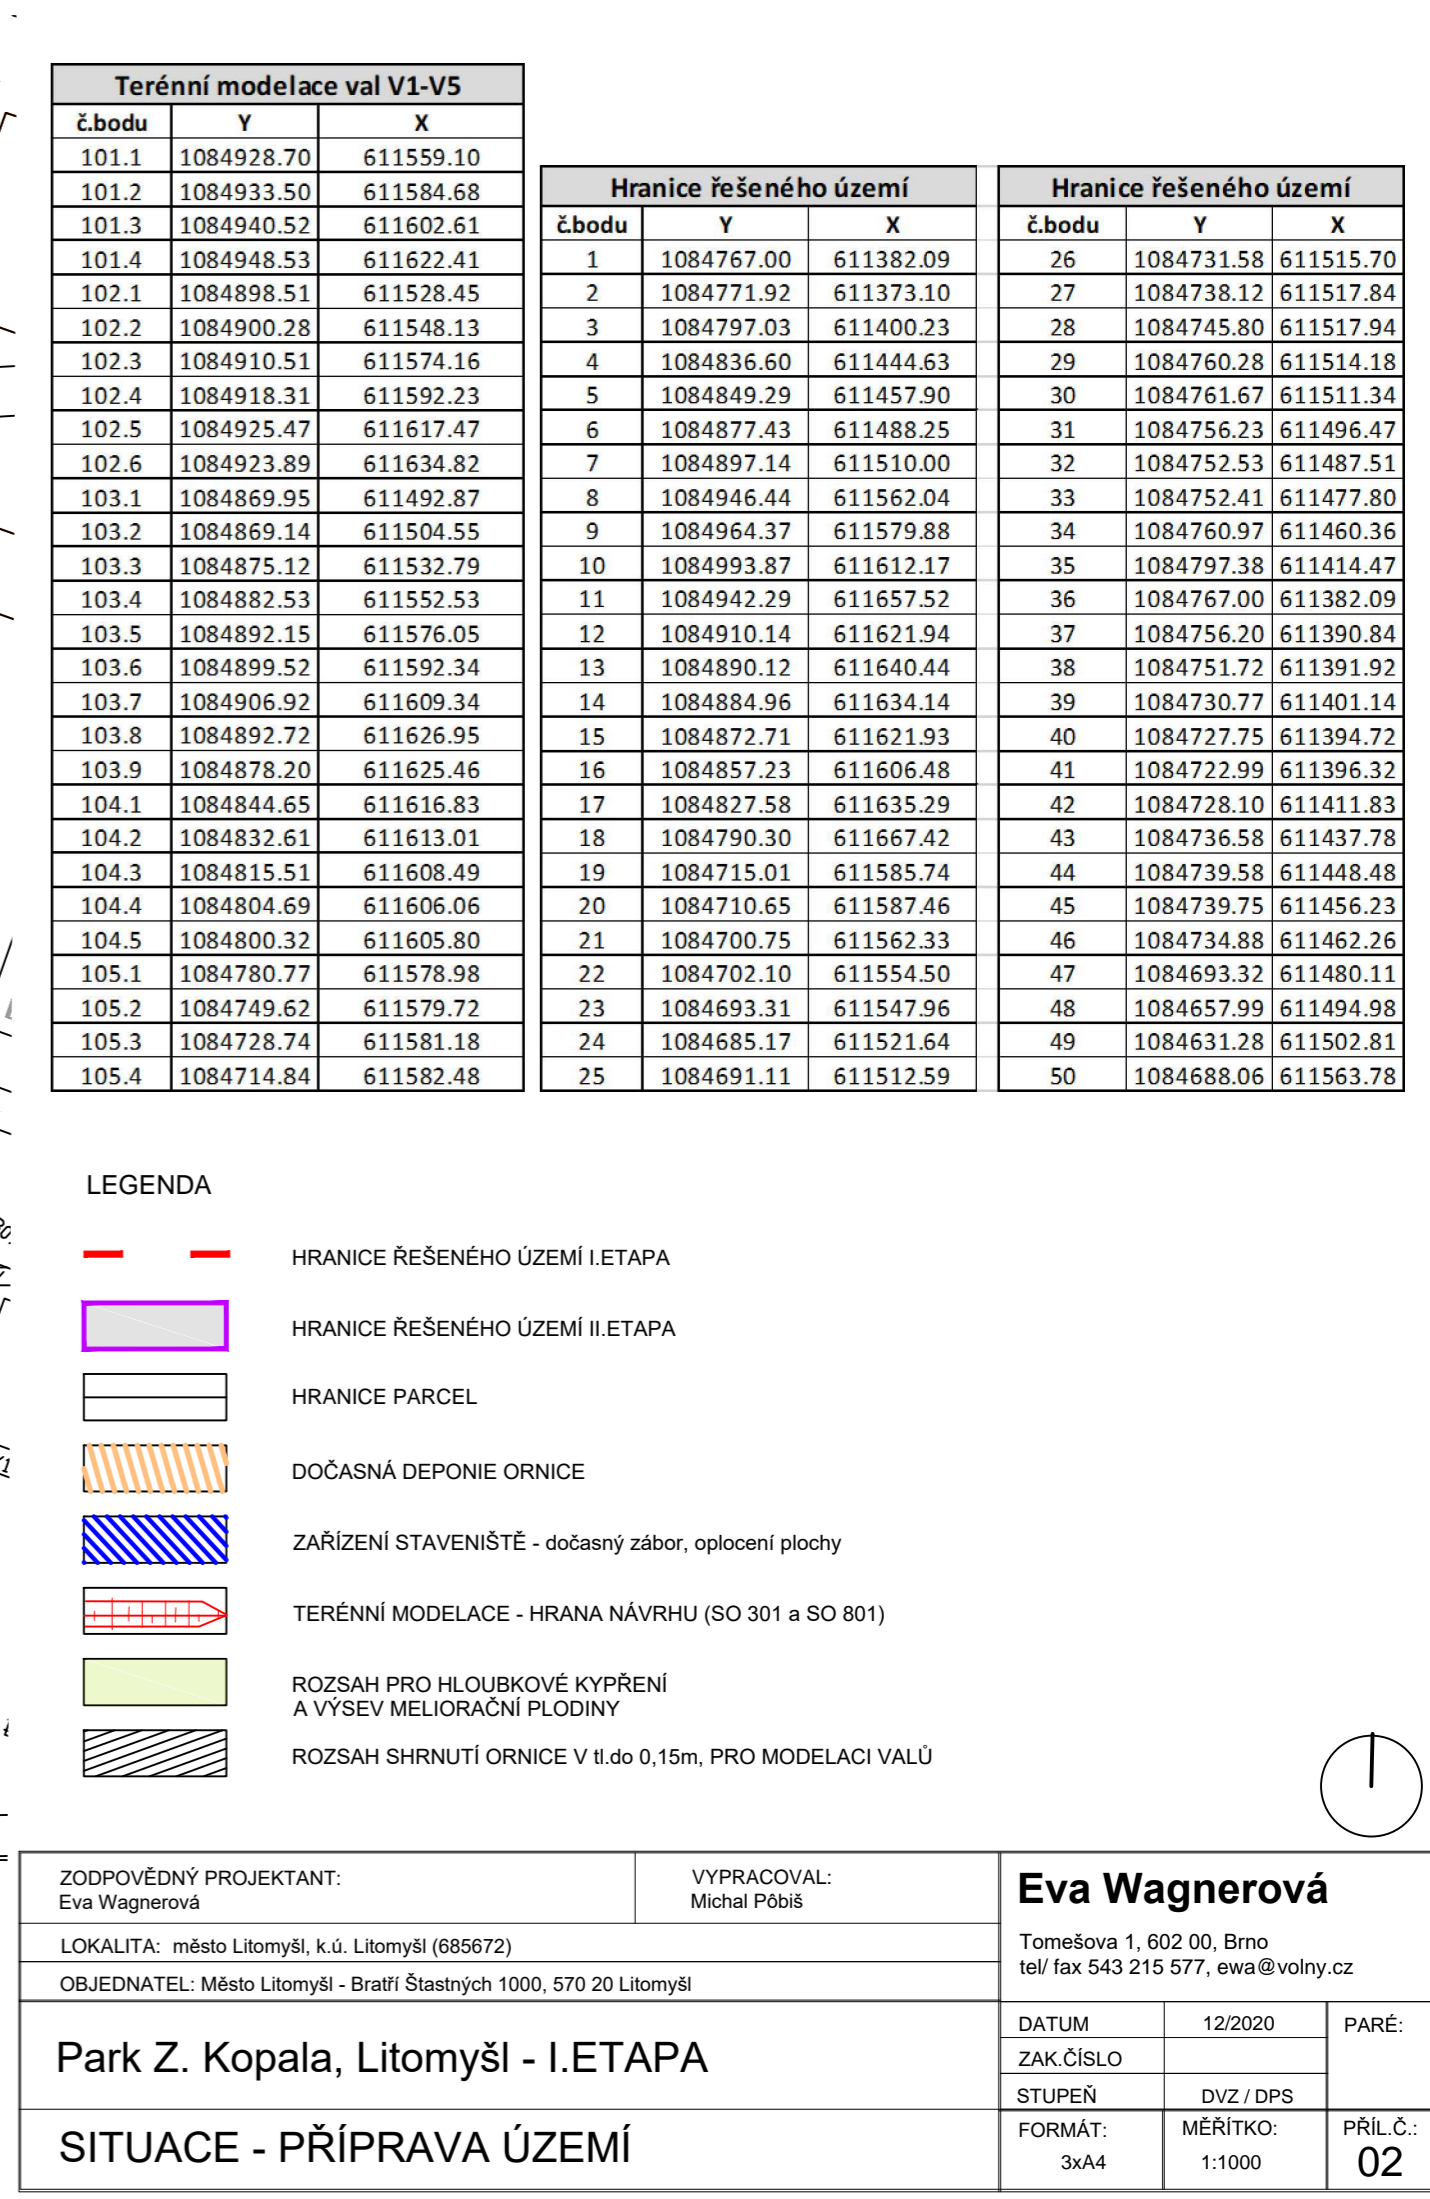 Terénní modelace val V1-V5
č.bodu Y X
101.1 1084928.70 611559.10
101.2 1084933.50 611584.68
101.3 1084940.52 611602.61
101.4 1084948.53 611622.41
102.1 1084898.51 611528.45
102.2 1084900.28 611548.13
102.3 1084910.51 611574.16
102.4 1084918.31 611592.23
102.5 1084925.47 611617.47
102.6 1084923.89 611634.82
103.1 1084869.95 611492.87
103.2 1084869.14 611504.55
103.3 1084875.12 611532.79
103.4 1084882.53 611552.53
103.5 1084892.15 611576.05
103.6 1084899.52 611592.34
103.7 1084906.92 611609.34
103.8 1084892.72 611626.95
103.9 1084878.20 611625.46
104.1 1084844.65 611616.83
104.2 1084832.61 611613.01
104.3 1084815.51 611608.49
104.4 1084804.69 611606.06
104.5 1084800.32 611605.80
105.1 1084780.77 611578.98
105.2 1084749.62 611579.72
105.3 1084728.74 611581.18
105.4 1084714.84 611582.48
Hranice řešeného území
č.bodu Y X
1 1084767.00 611382.09
2 1084771.92 611373.10
3 1084797.03 611400.23
4 1084836.60 611444.63
5 1084849.29 611457.90
6 1084877.43 611488.25
7 1084897.14 611510.00
8 1084946.44 611562.04
9 1084964.37 611579.88
10 1084993.87 611612.17
11 1084942.29 611657.52
12 1084910.14 611621.94
13 1084890.12 611640.44
14 1084884.96 611634.14
15 1084872.71 611621.93
16 1084857.23 611606.48
17 1084827.58 611635.29
18 1084790.30 611667.42
19 1084715.01 611585.74
20 1084710.65 611587.46
21 1084700.75 611562.33
22 1084702.10 611554.50
23 1084693.31 611547.96
24 1084685.17 611521.64
25 1084691.11 611512.59
Hranice řešeného území
č.bodu Y X
26 1084731.58 611515.70
27 1084738.12 611517.84
28 1084745.80 611517.94
29 1084760.28 611514.18
30 1084761.67 611511.34
31 1084756.23 611496.47
32 1084752.53 611487.51
33 1084752.41 611477.80
34 1084760.97 611460.36
35 1084797.38 611414.47
36 1084767.00 611382.09
37 1084756.20 611390.84
38 1084751.72 611391.92
39 1084730.77 611401.14
40 1084727.75 611394.72
41 1084722.99 611396.32
42 1084728.10 611411.83
43 1084736.58 611437.78
44 1084739.58 611448.48
45 1084739.75 611456.23
46 1084734.88 611462.26
47 1084693.32 611480.11
48 1084657.99 611494.98
49 1084631.28 611502.81
50 1084688.06 611563.78
LEGENDA
HRANICE ŘEŠENÉHO ÚZEMÍ I.ETAPA
HRANICE ŘEŠENÉHO ÚZEMÍ II.ETAPA
HRANICE PARCEL
DOČASNÁ DEPONIE ORNICE
ZAŘÍZENÍ STAVENIŠTĚ - dočasný zábor, oplocení plochy
TERÉNNÍ MODELACE - HRANA NÁVRHU (SO 301 a SO 801)
ROZSAH PRO HLOUBKOVÉ KYPŘENÍ
A VÝSEV MELIORAČNÍ PLODINY
ROZSAH SHRNUTÍ ORNICE V tl.do 0,15m, PRO MODELACI VALŮ
ZODPOVĚDNÝ PROJEKTANT:
Eva Wagnerová
VYPRACOVAL:
Michal Pôbiš
LOKALITA: město Litomyšl, k.ú. Litomyšl (685672)
OBJEDNATEL: Město Litomyšl - Bratří Štastných 1000, 570 20 Litomyšl
Eva Wagnerová
Tomešova 1, 602 00, Brno
tel/ fax 543 215 577, ewa@volny.cz
Park Z. Kopala, Litomyšl - I.ETAPA
SITUACE - PŘÍPRAVA ÚZEMÍ
DATUM 12/2020 PARÉ:
ZAK.ČÍSLO
STUPEŇ DVZ / DPS
FORMÁT: MĚŘÍTKO: PŘÍL.Č.:
3xA4 1:1000 02